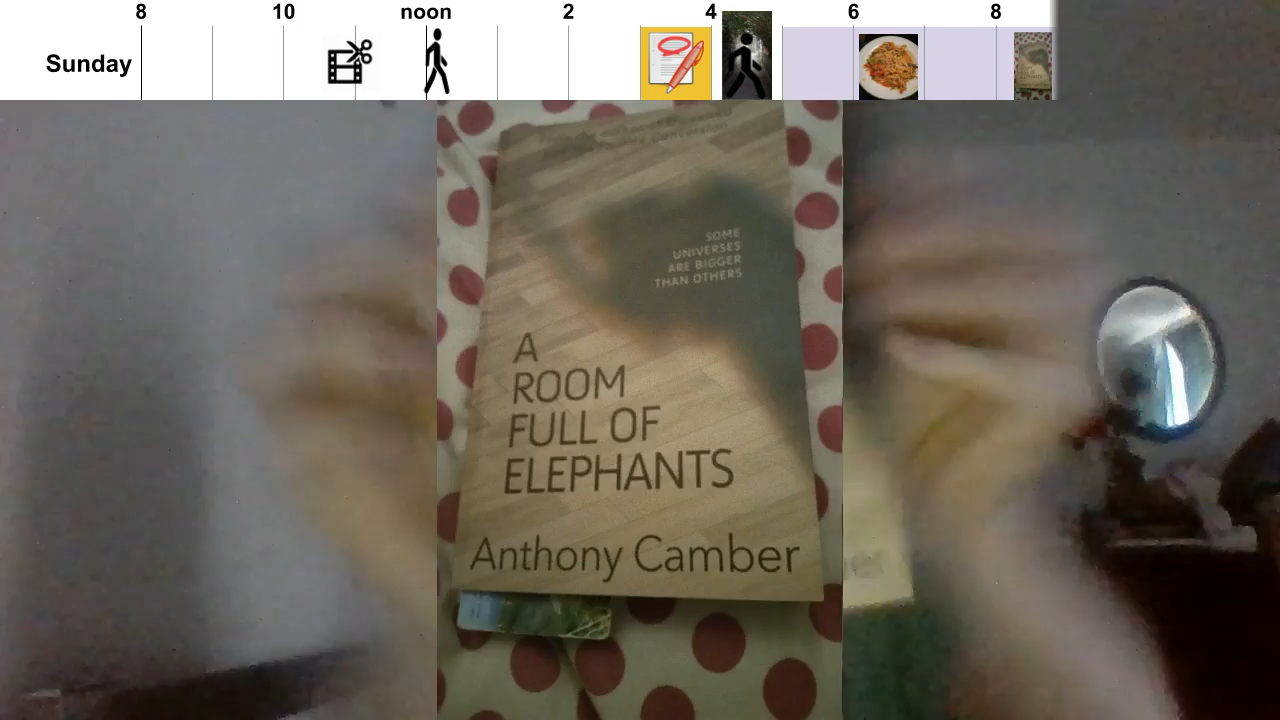 8 10 noon 2 4 6 8
Sunday
SOME
UNIVERSES
ARE BIGGER
THAN OTHERS
A
ROOM
FULL OF
ELEPHANTS
Anthony Camber